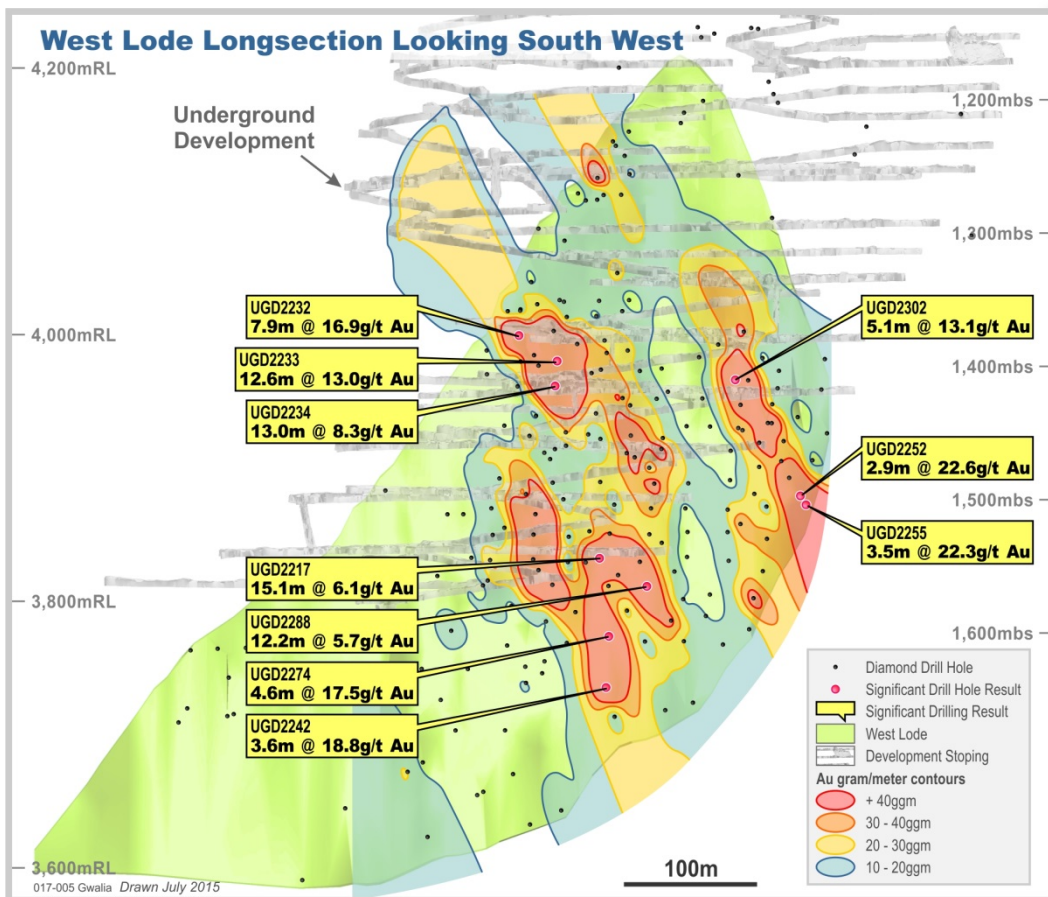 West Lode Longsection Looking South West
4,200mRL
1,200mbs
Underground
Development
1,300mbs
UGD2232
7.9m @ 16.9g/t Au
UGD2302
5.1m @ 13.1g/t Au
4,000mRL
UGD2233
12.6m @ 13.0g/t Au
1,400mbs
UGD2234
13.0m @ 8.3g/t Au
UGD2252
2.9m @ 22.6g/t Au
1,500mbs
UGD2255
3.5m @ 22.3g/t Au
UGD2217
15.1m @ 6.1g/t Au
3,800mRL
UGD2288
12.2m @ 5.7g/t Au
1,600mbs
UGD2274
4.6m @ 17.5g/t Au
UGD2242
3.6m @ 18.8g/t Au
Diamond Drill Hole
Significant Drill Hole Result
Significant Drilling Result
West Lode
Development Stoping
Au gram/meter contours
+ 40ggm
30 - 40ggm
20 - 30ggm
10 - 20ggm
3,600mRL
100m
017-005 Gwalia Drawn July 2015